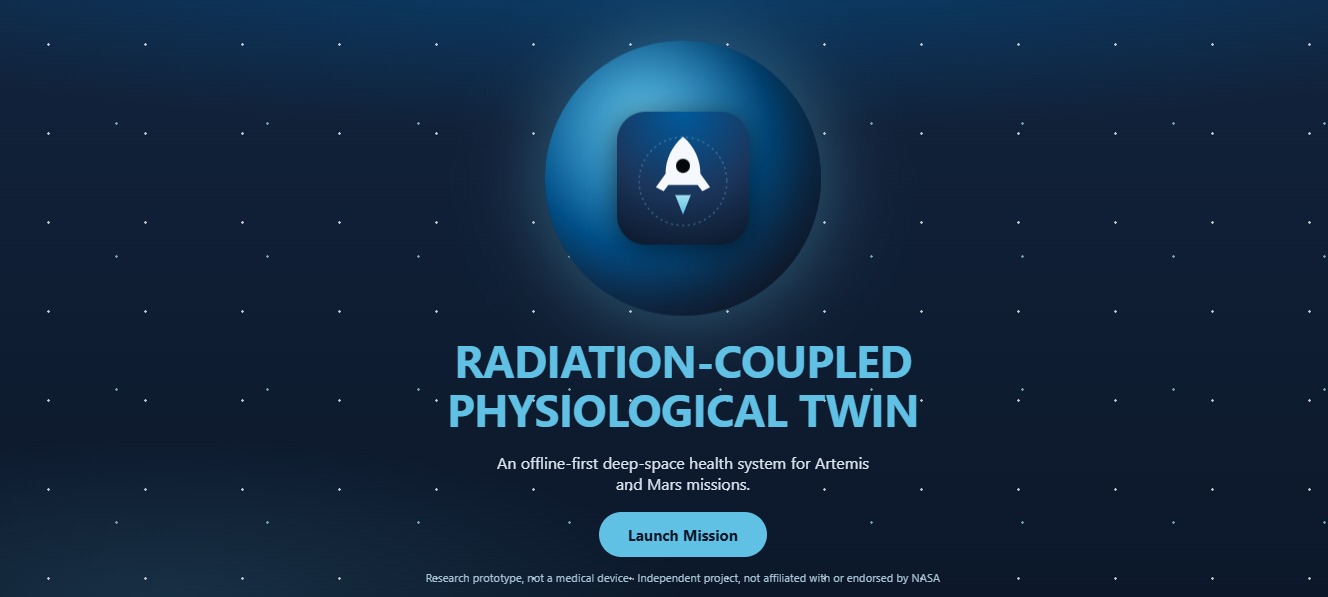 RADIATION-COUPLED
PHYSIOLOGICAL TWIN
An offline-first deep-space health system for Artemis
and Mars missions.
Launch Mission
Research prototype, not a medical device · Independent project, not affiliated with or endorsed by NASA